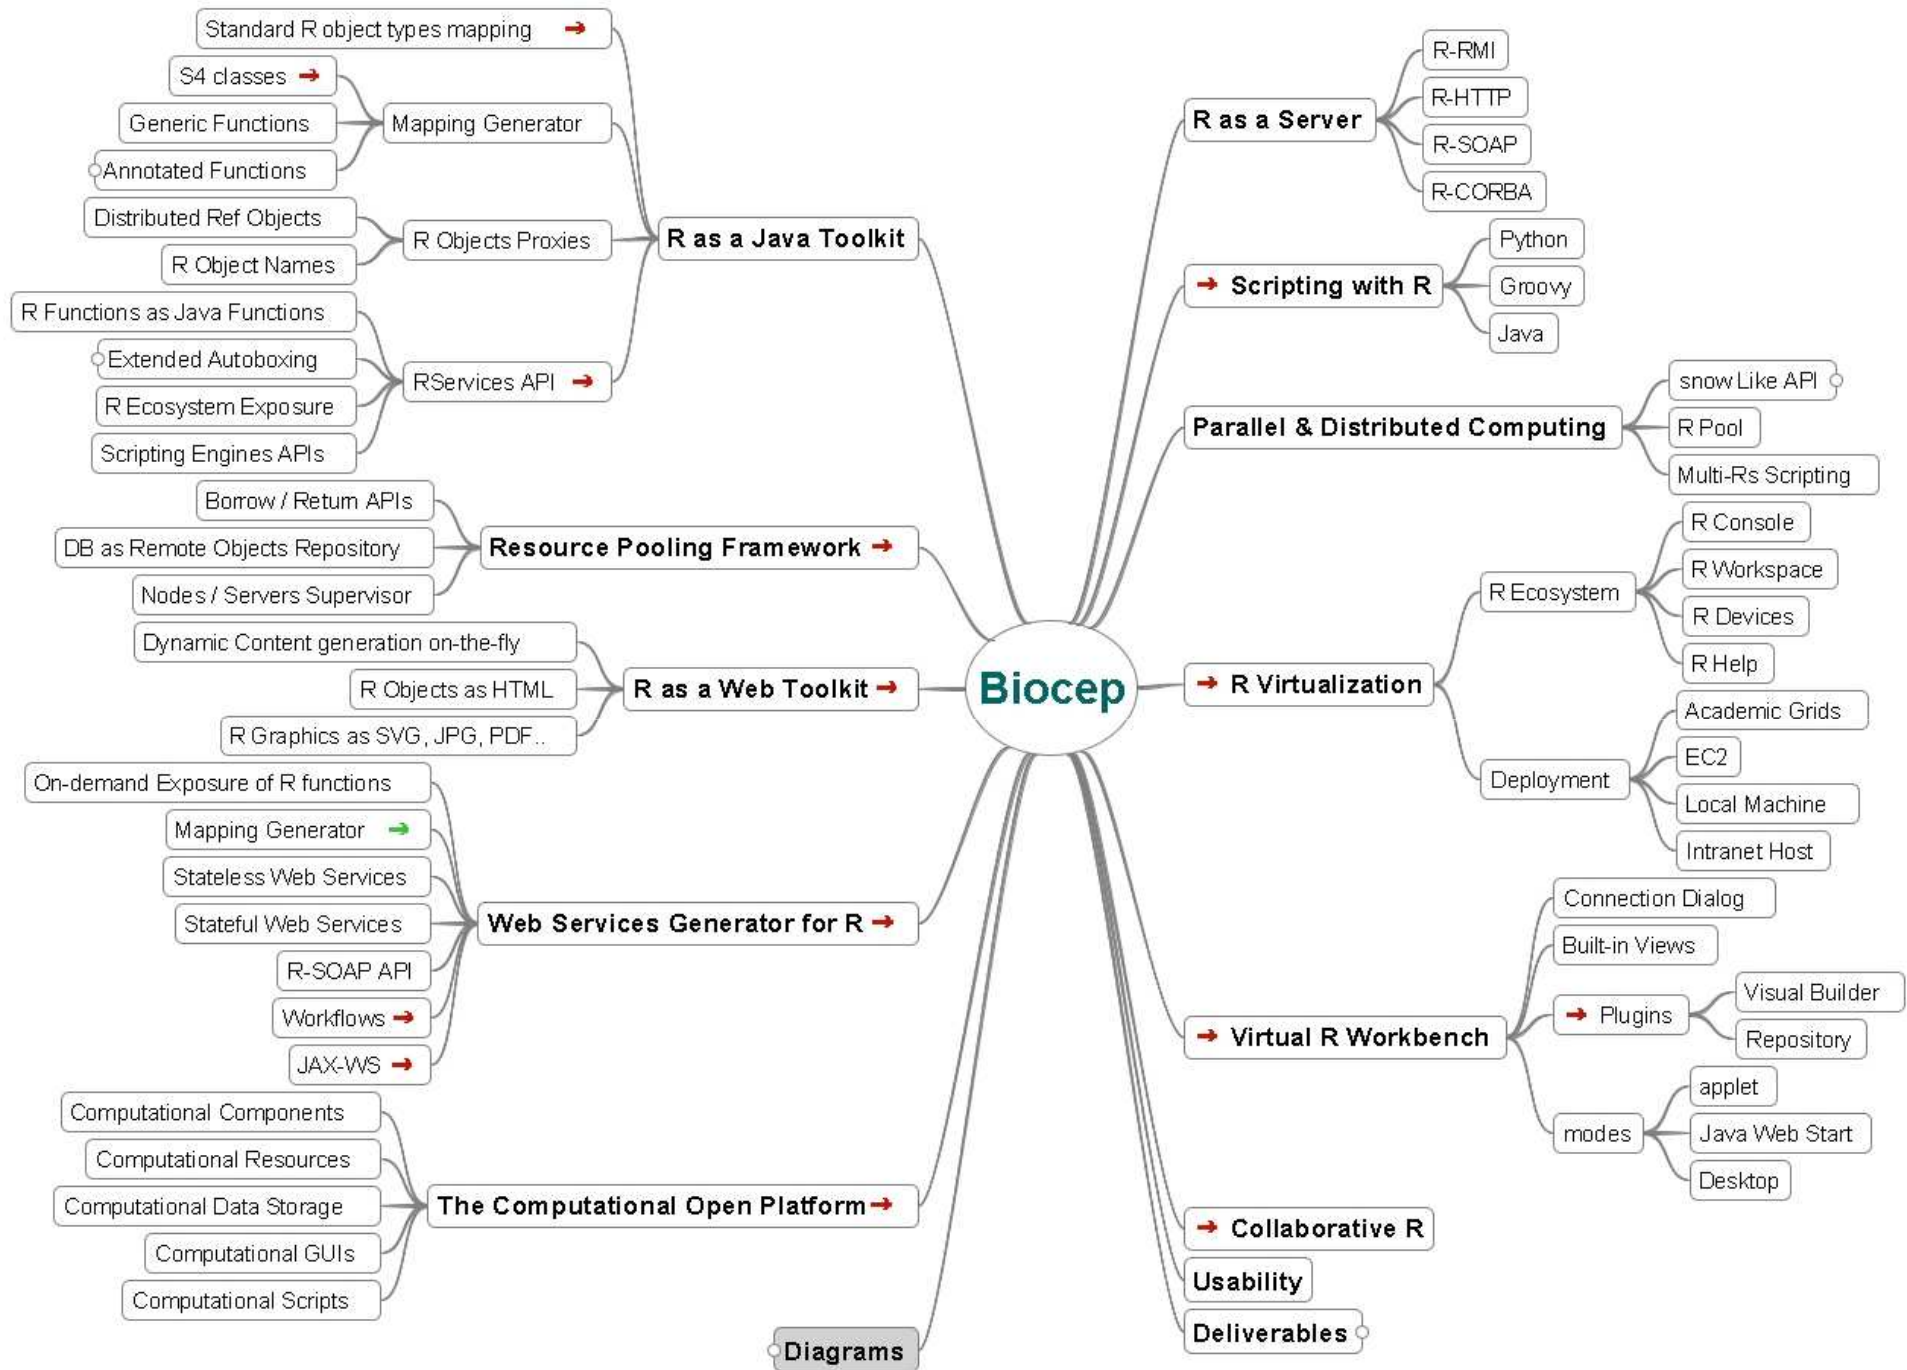 Biocep
R as a Java Toolkit
Standard R object types mapping
Mapping Generator
S4 classes
Generic Functions
Annotated Functions
R Objects Proxies
Distributed Ref Objects
R Object Names
RServices API
R Functions as Java Functions
Extended Autoboxing
R Ecosystem Exposure
Scripting Engines APIs
Resource Pooling Framework
Borrow / Return APIs
DB as Remote Objects Repository
Nodes / Servers Supervisor
R as a Web Toolkit
Dynamic Content generation on-the-fly
R Objects as HTML
R Graphics as SVG, JPG, PDF..
Web Services Generator for R
On-demand Exposure of R functions
Mapping Generator
Stateless Web Services
Stateful Web Services
R-SOAP API
Workflows
JAX-WS
The Computational Open Platform
Computational Components
Computational Resources
Computational Data Storage
Computational GUIs
Computational Scripts
Diagrams
R as a Server
R-RMI
R-HTTP
R-SOAP
R-CORBA
Scripting with R
Python
Groovy
Java
Parallel & Distributed Computing
snow Like API
R Pool
Multi-Rs Scripting
R Virtualization
R Ecosystem
R Console
R Workspace
R Devices
R Help
Deployment
Academic Grids
EC2
Local Machine
Intranet Host
Virtual R Workbench
Connection Dialog
Built-in Views
Plugins
Visual Builder
Repository
modes
applet
Java Web Start
Desktop
Collaborative R
Usability
Deliverables